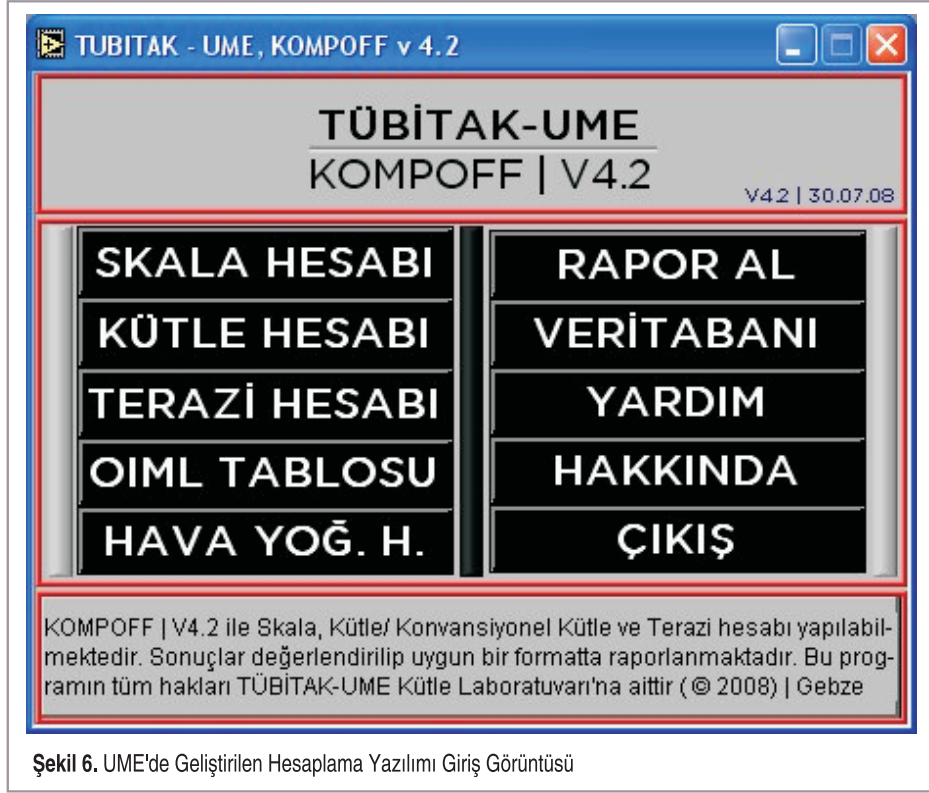 TUBITAK - UME, KOMPOFF v 4.2
TÜBİTAK-UME
KOMPOFF | V4.2
V4.2 | 30.07.08
SKALA HESABI
KÜTLE HESABI
TERAZİ HESABI
OIML TABLOSU
HAVA YOĞ. H.
RAPOR AL
VERİTABANI
YARDIM
HAKKINDA
ÇIKIŞ
KOMPOFF | V4.2 ile Skala, Kütle/ Konvansiyonel Kütle ve Terazi hesabı yapılabil-
mektedir. Sonuçlar değerlendirilip uygun bir formatta raporlanmaktadır. Bu prog-
ramın tüm hakları TÜBİTAK-UME Kütle Laboratuvarı'na aittir ( © 2008) | Gebze
Şekil 6. UME'de Geliştirilen Hesaplama Yazılımı Giriş Görüntüsü